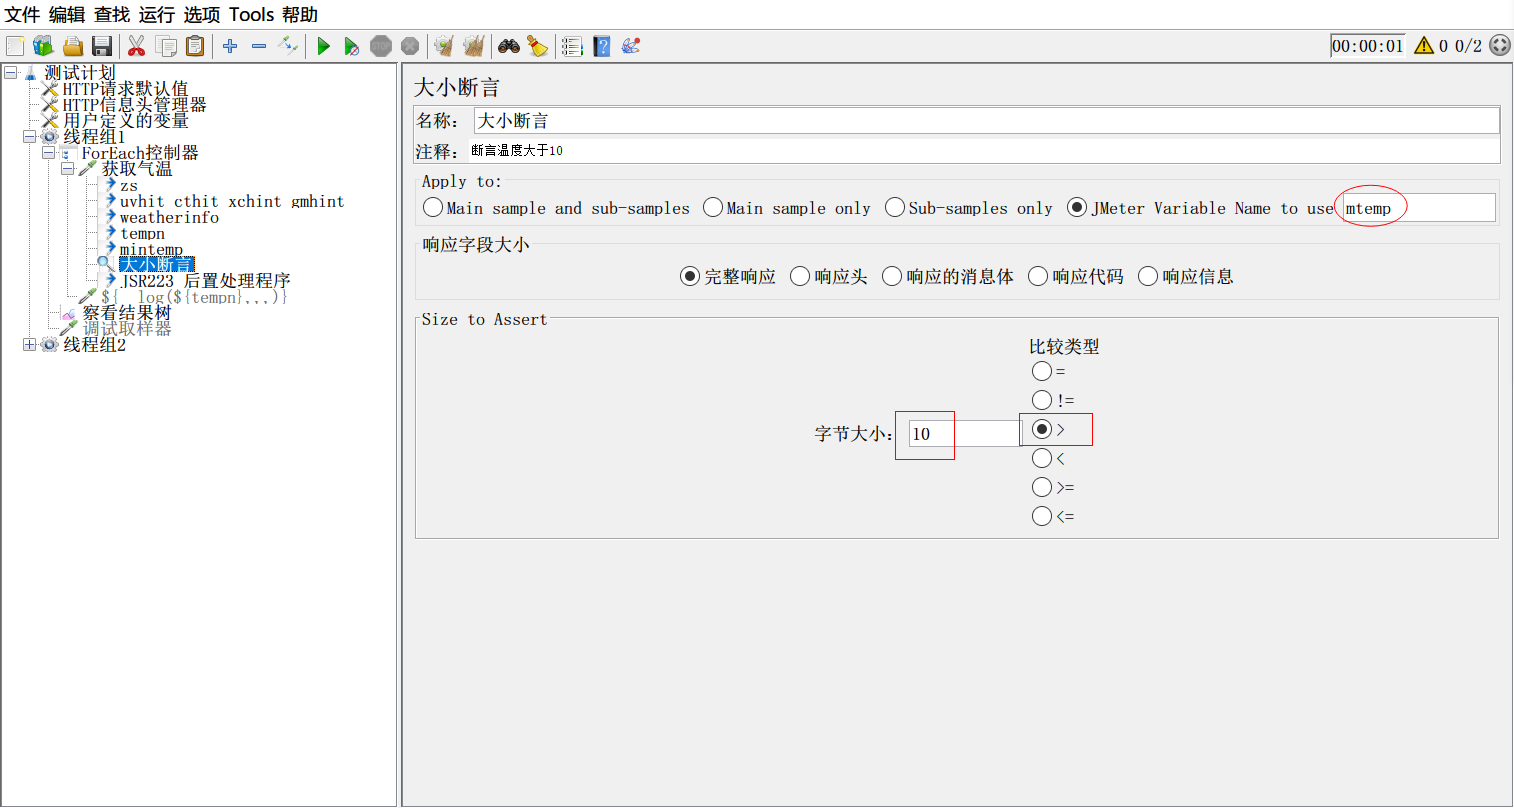 文件 编辑 查找 运行 选项 Tools 帮助
STOP
00:00:01 0 0/2
测试计划
HTTP请求默认值
HTTP信息头管理器
用户定义的变量
线程组1
ForEach控制器
获取气温
zs
uvhit cthit xchint gmhint
weatherinfo
tempn
mintemp
大小断言
JSR223 后置处理程序
${__log(${tempn},,,)}
察看结果树
调试取样器
线程组2
大小断言
名称： 大小断言
注释： 断言温度大于10
Apply to:
Main sample and sub-samples Main sample only Sub-samples only JMeter Variable Name to use mtemp
响应字段大小
完整响应 响应头 响应的消息体 响应代码 响应信息
Size to Assert
比较类型
=
!=
字节大小： 10 >
<
>=
<=